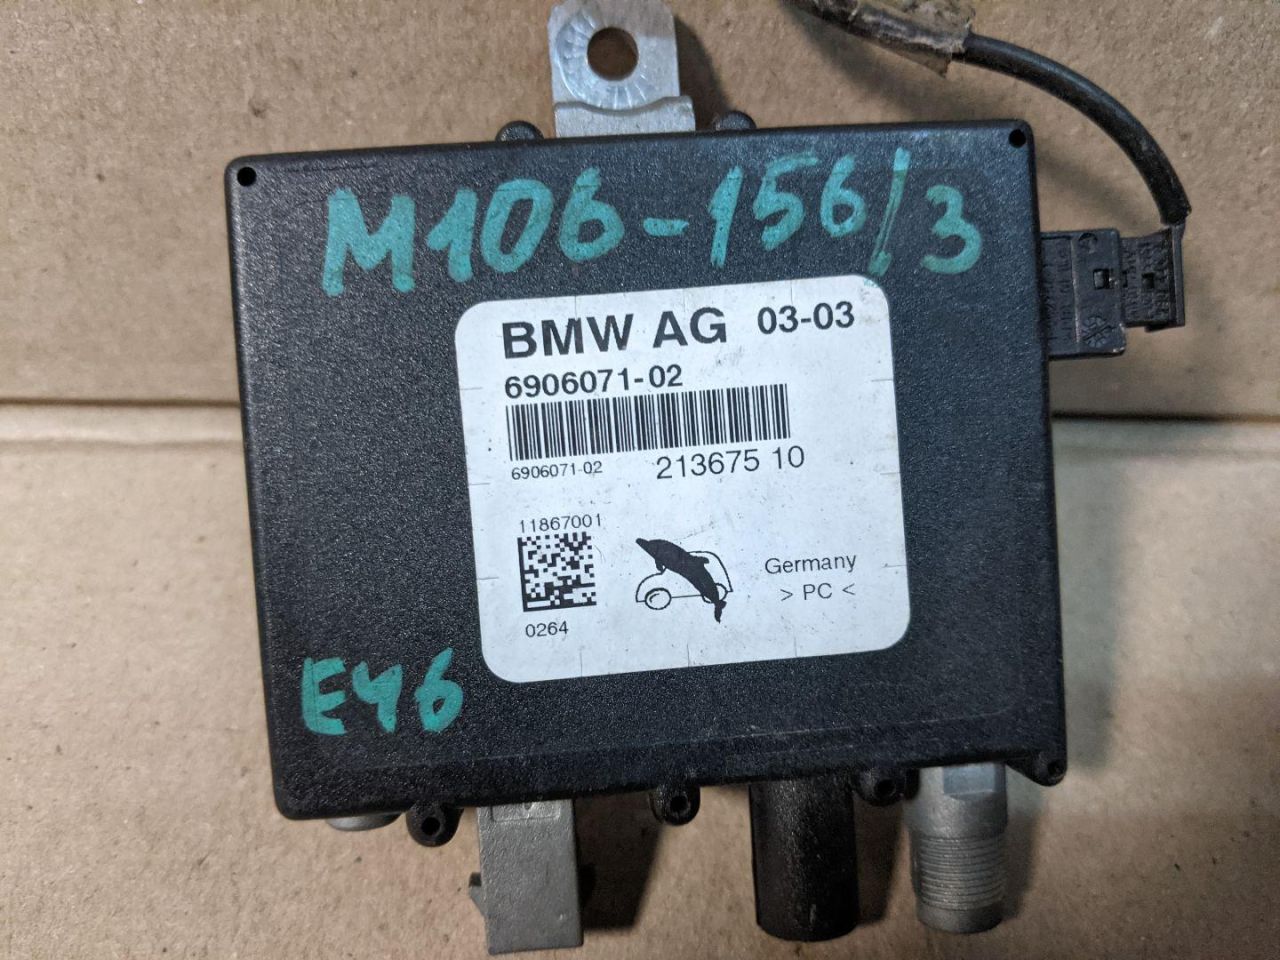 M106-156/3
BMW AG 03-03
6906071-02
6906071-02 213675 10
11867001
Germany
> PC <
0264
E46